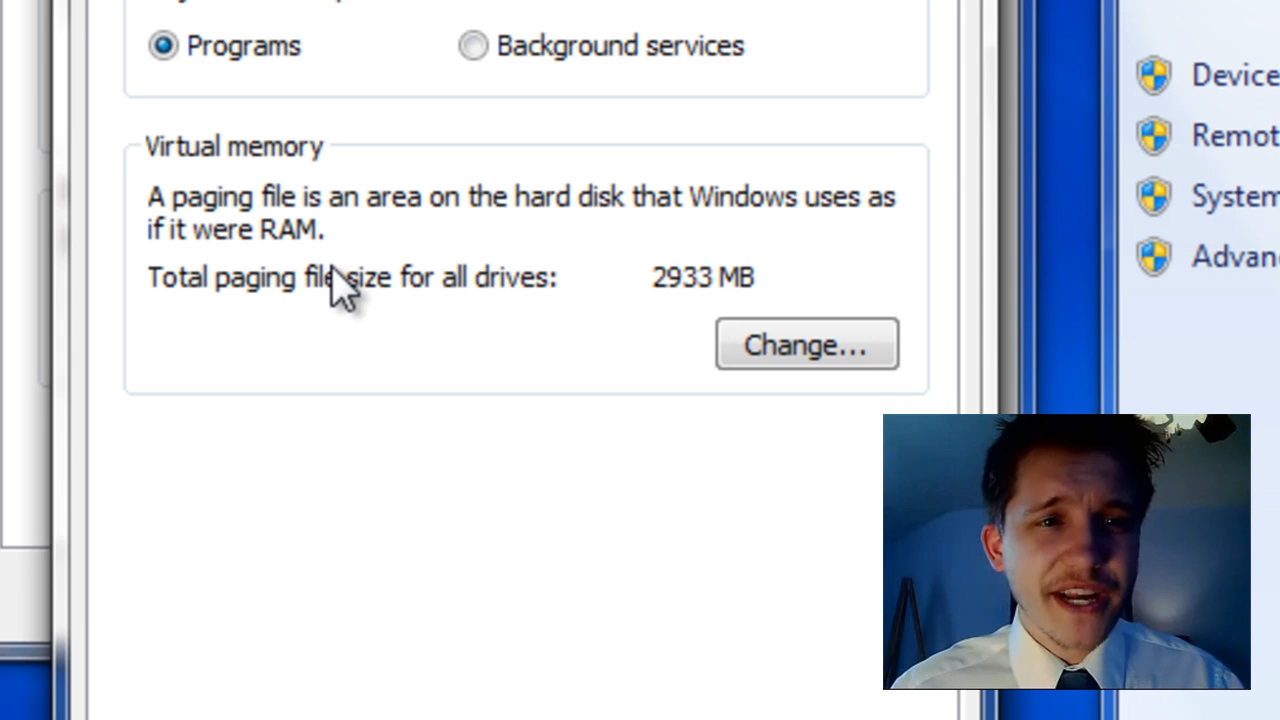 Programs
Background services
Virtual memory
A paging file is an area on the hard disk that Windows uses as
if it were RAM.
Total paging file size for all drives: 2933 MB
Change...
Device
Remot
System
Advan